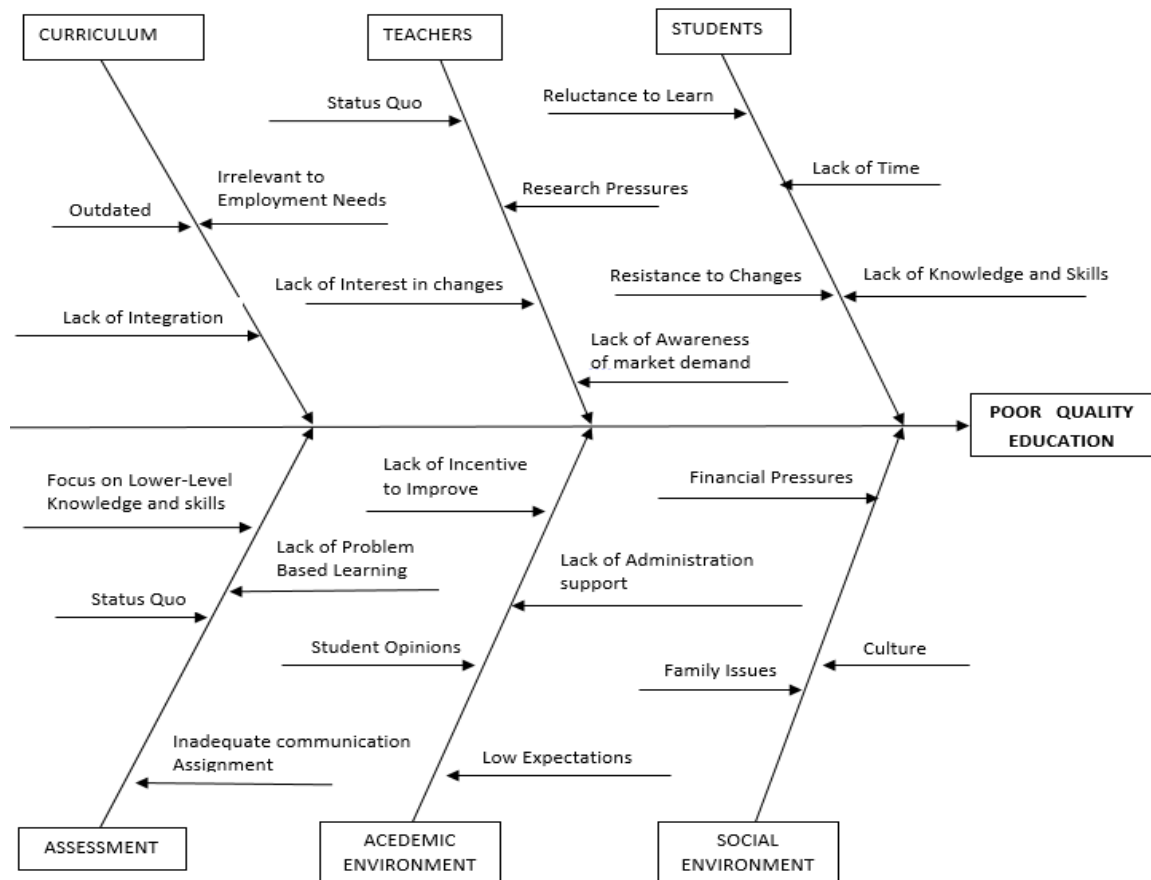 CURRICULUM
TEACHERS
STUDENTS
Status Quo
Reluctance to Learn
Lack of Time
Irrelevant to
Employment Needs
Research Pressures
Outdated
Lack of Interest in changes
Resistance to Changes
Lack of Knowledge and Skills
Lack of Integration
Lack of Awareness
of market demand
POOR QUALITY
EDUCATION
Focus on Lower-Level
Knowledge and skills
Lack of Incentive
to Improve
Financial Pressures
Lack of Problem
Based Learning
Lack of Administration
support
Status Quo
Student Opinions
Family Issues
Culture
Inadequate communication
Assignment
Low Expectations
ASSESSMENT
ACEDEMIC
ENVIRONMENT
SOCIAL
ENVIRONMENT